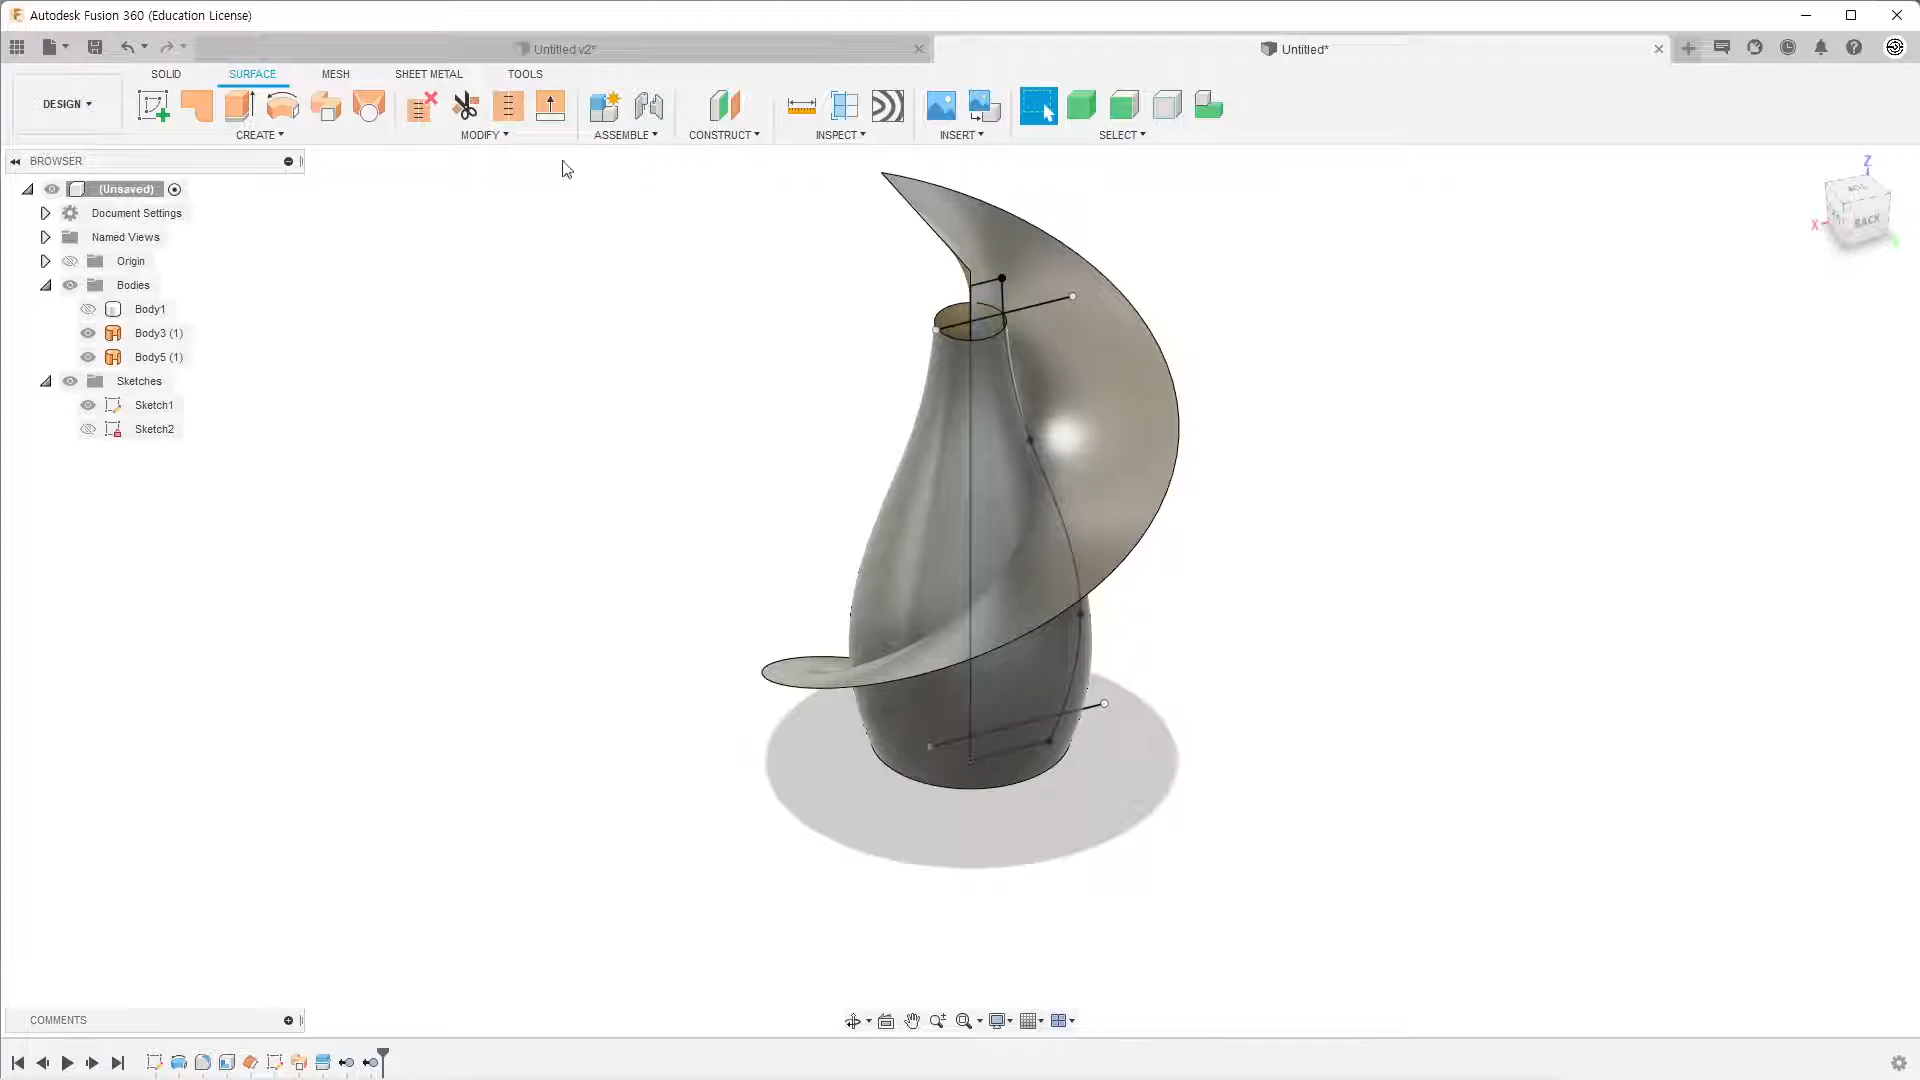 Autodesk Fusion 360 (Education License)
Untitled v2*
Untitled*
SOLID
SURFACE
MESH
SHEET METAL
TOOLS
DESIGN
CREATE
MODIFY
ASSEMBLE
CONSTRUCT
INSPECT
INSERT
SELECT
BROWSER
(Unsaved)
Document Settings
Named Views
Origin
Bodies
Body1
Body3 (1)
Body5 (1)
Sketches
Sketch1
Sketch2
Z
TOP
BACK
X
COMMENTS